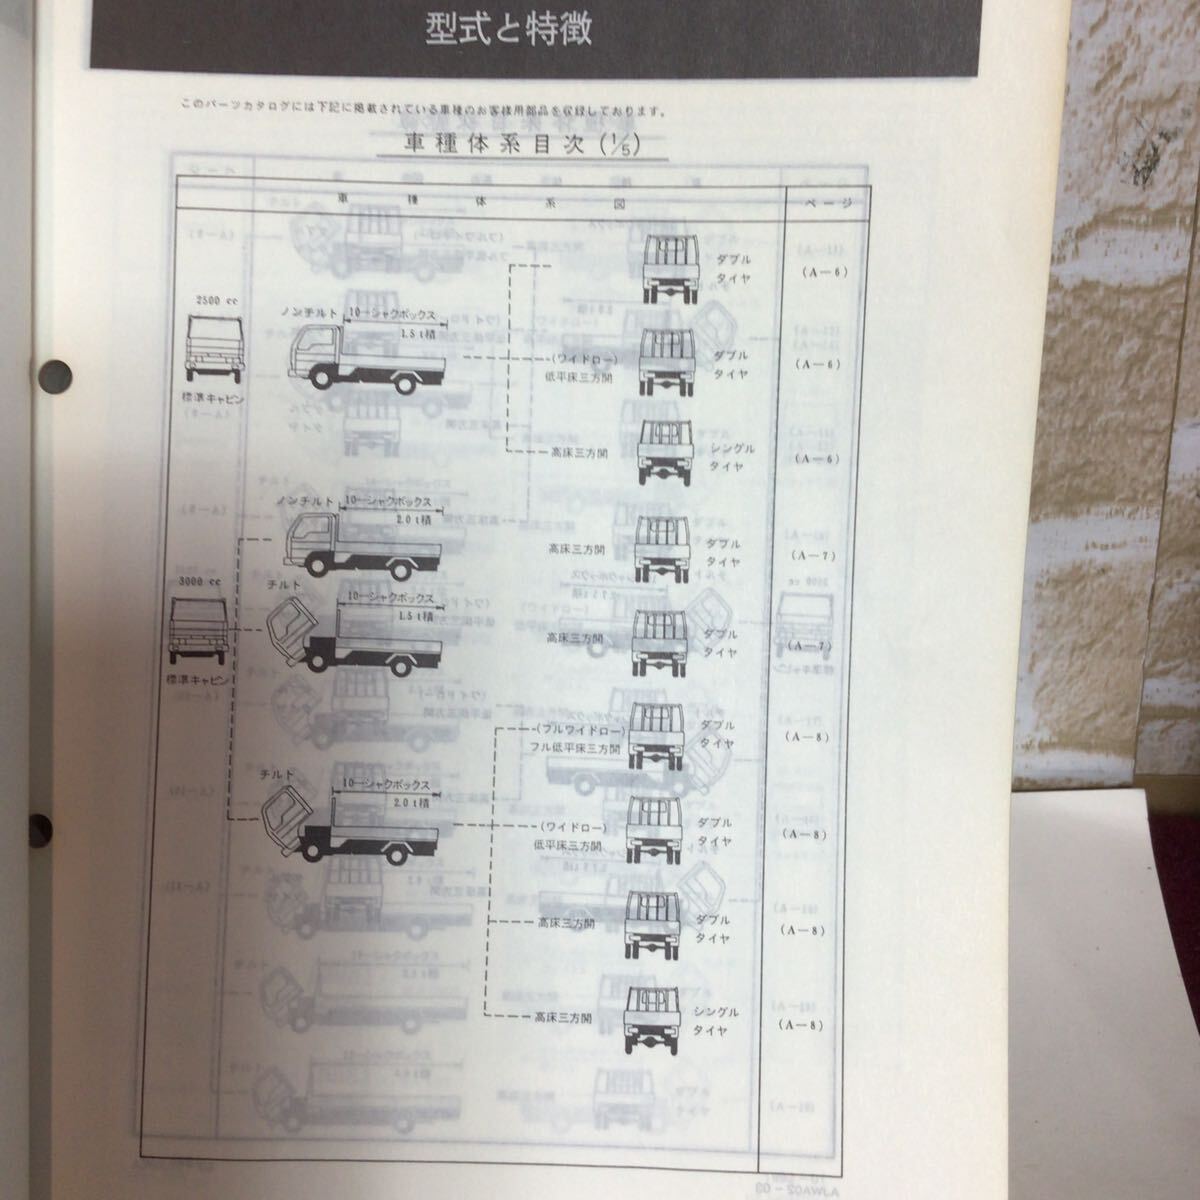 型式と特徴
このパーツカタログには下記に掲載されている車種のお客様用部品を収録しております。
車種体系目次(1/5)
車種体系図 ページ
ダブル
タイヤ
(A-6)
2500 cc
標準キャビン
ノンチルト
10-シャクボックス
1.5t積
(ワイドロー)
低平床三方開
ダブル
タイヤ
(A-6)
高床三方開
シングル
タイヤ
(A-6)
ノンチルト
10-シャクボックス
2.0t積
高床三方開
ダブル
タイヤ
(A-7)
3000 cc
標準キャビン
チルト
10-シャクボックス
1.5t積
高床三方開
ダブル
タイヤ
(A-7)
(フルワイドロー)
フル低平床三方開
ダブル
タイヤ
(A-8)
チルト
10-シャクボックス
2.0t積
(ワイドロー)
低平床三方開
ダブル
タイヤ
(A-8)
高床三方開
ダブル
タイヤ
(A-8)
高床三方開
シングル
タイヤ
(A-8)